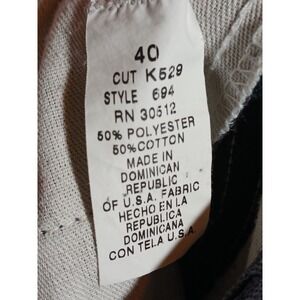 40
CUT K529
STYLE 694
RN 30512
50% POLYESTER
50% COTTON
MADE IN
DOMINICAN
REPUBLIC
OF U.S.A. FABRIC
HECHO EN LA
REPUBLICA
DOMINICANA
CON TELA U.S.A.